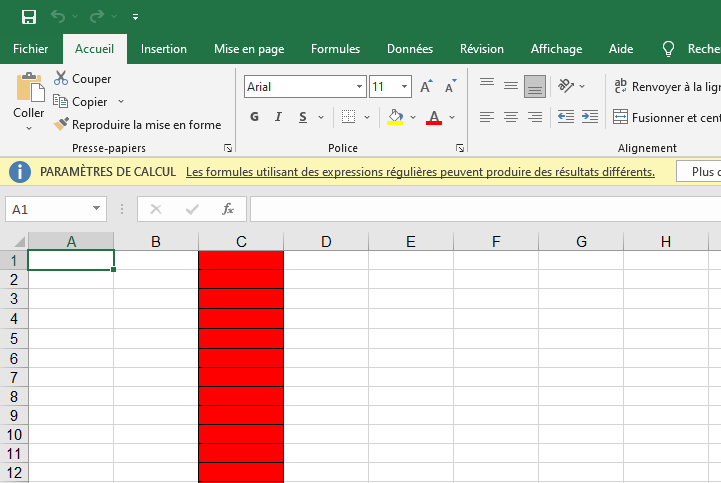 Fichier Accueil Insertion Mise en page Formules Données Révision Affichage Aide Reche
Couper
Copier
Coller
Reproduire la mise en forme
Presse-papiers
Arial 11 A A
G I S A
Police
ab Renvoyer à la lign
Fusionner et cent
Alignement
PARAMÈTRES DE CALCUL Les formules utilisant des expressions régulières peuvent produire des résultats différents. Plus d
A1 fx
A B C D E F G H
1
2
3
4
5
6
7
8
9
10
11
12